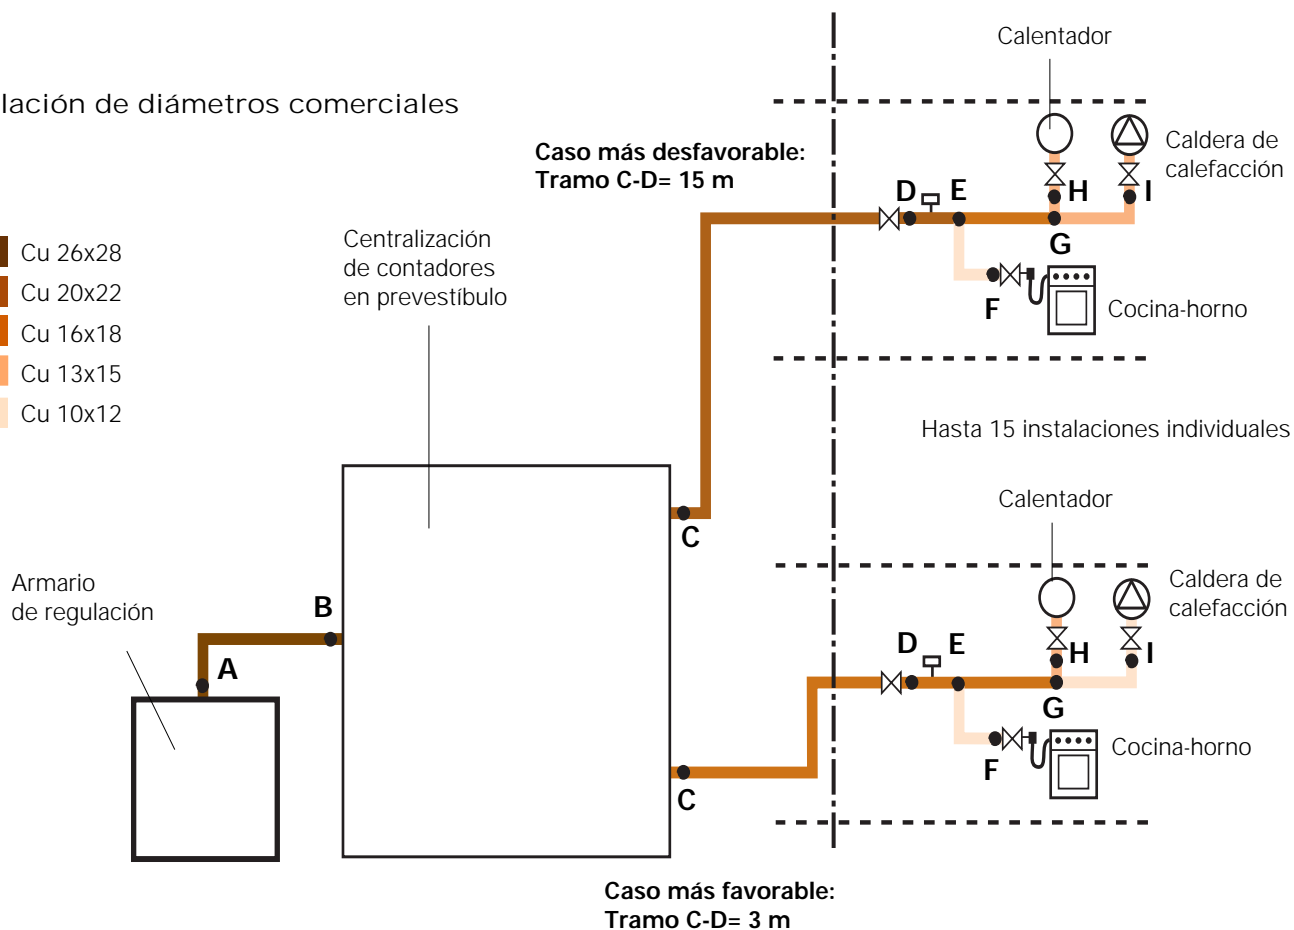 lación de diámetros comerciales
Cu 26x28
Cu 20x22
Cu 16x18
Cu 13x15
Cu 10x12
Centralización
de contadores
en prevestíbulo
Caso más desfavorable:
Tramo C-D= 15 m
Calentador
Caldera de
calefacción
D
E
H
I
G
F
Cocina-horno
Hasta 15 instalaciones individuales
C
Armario
de regulación
A
B
Calentador
Caldera de
calefacción
D
E
H
I
G
F
Cocina-horno
C
Caso más favorable:
Tramo C-D= 3 m